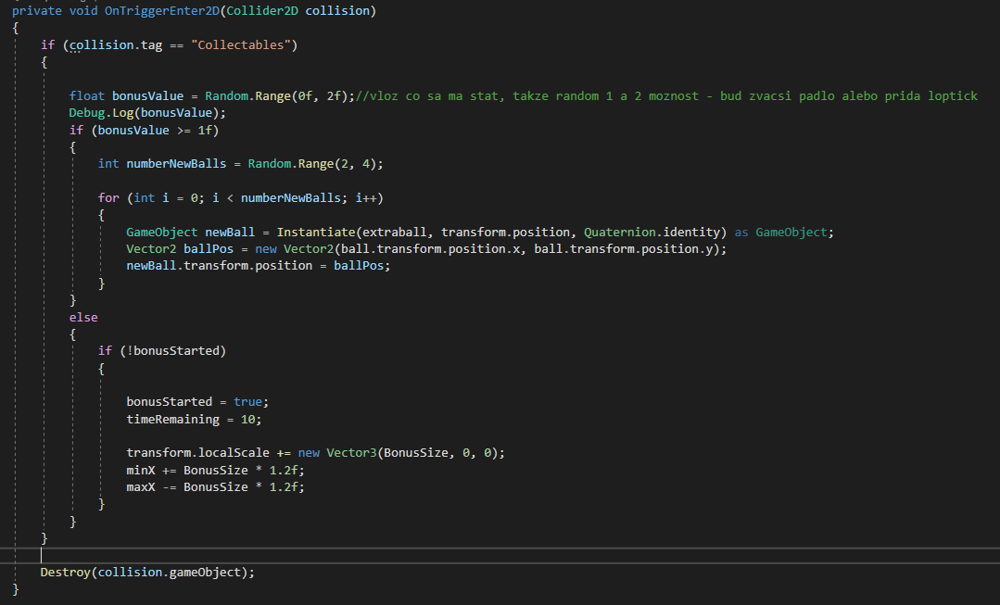 private void OnTriggerEnter2D(Collider2D collision)
{
if (collision.tag == "Collectables")
{
float bonusValue = Random.Range(0f, 2f);//vloz co sa ma stat, takze random 1 a 2 moznost - bud zvacsi padlo alebo prida loptick
Debug.Log(bonusValue);
if (bonusValue >= 1f)
{
int numberNewBalls = Random.Range(2, 4);
for (int i = 0; i < numberNewBalls; i++)
{
GameObject newBall = Instantiate(extraball, transform.position, Quaternion.identity) as GameObject;
Vector2 ballPos = new Vector2(ball.transform.position.x, ball.transform.position.y);
newBall.transform.position = ballPos;
}
}
else
{
if (!bonusStarted)
{
bonusStarted = true;
timeRemaining = 10;
transform.localScale += new Vector3(BonusSize, 0, 0);
minX += BonusSize * 1.2f;
maxX -= BonusSize * 1.2f;
}
}
}
Destroy(collision.gameObject);
}